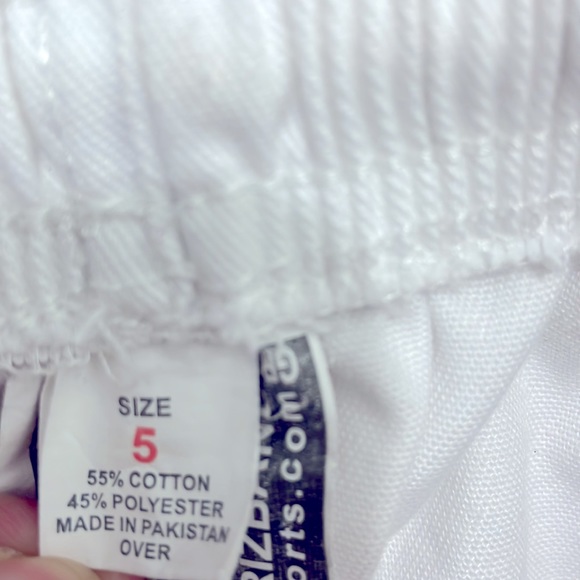 SIZE
5
55% COTTON
45% POLYESTER
MADE IN PAKISTAN
OVER
orts.com